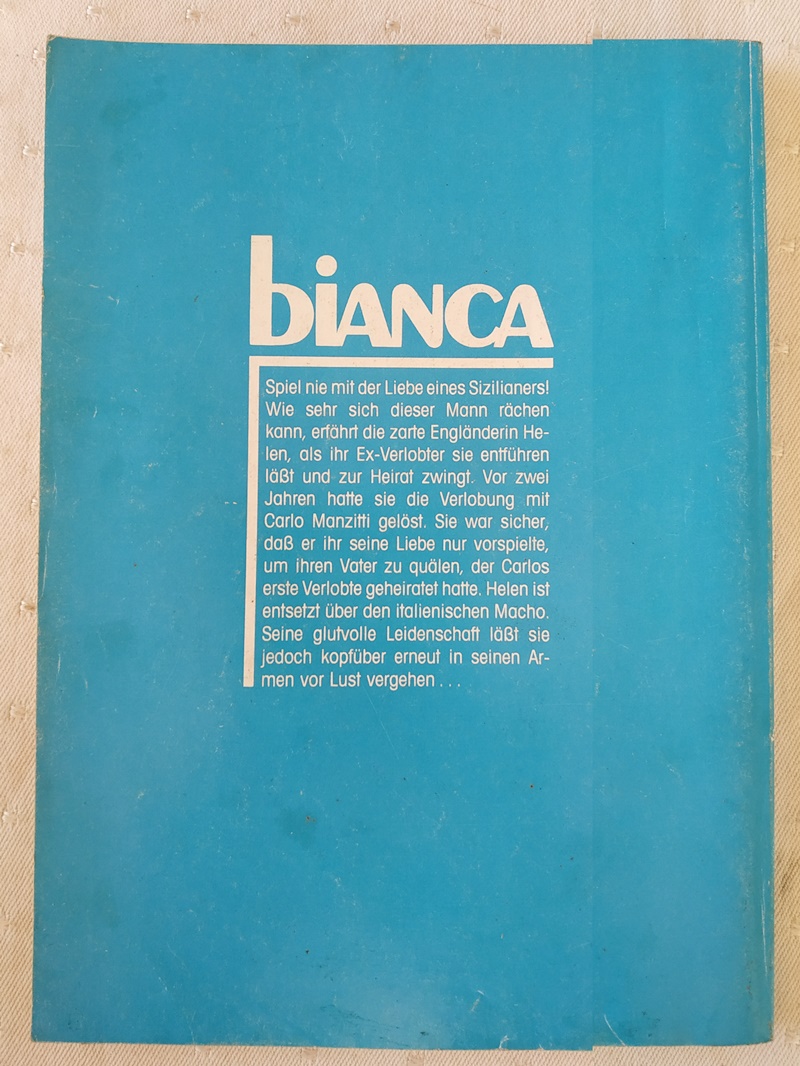 bIANCA
Spiel nie mit der Liebe eines Sizilianers!
Wie sehr sich dieser Mann rächen
kann, erfährt die zarte Engländerin He-
len, als ihr Ex-Verlobter sie entführen
läßt und zur Heirat zwingt. Vor zwei
Jahren hatte sie die Verlobung mit
Carlo Manzitti gelöst. Sie war sicher,
daß er ihr seine Liebe nur vorspielte,
um ihren Vater zu quälen, der Carlos
erste Verlobte geheiratet hatte. Helen ist
entsetzt über den italienischen Macho.
Seine glutvolle Leidenschaft läßt sie
jedoch kopfüber erneut in seinen Ar-
men vor Lust vergehen . . .